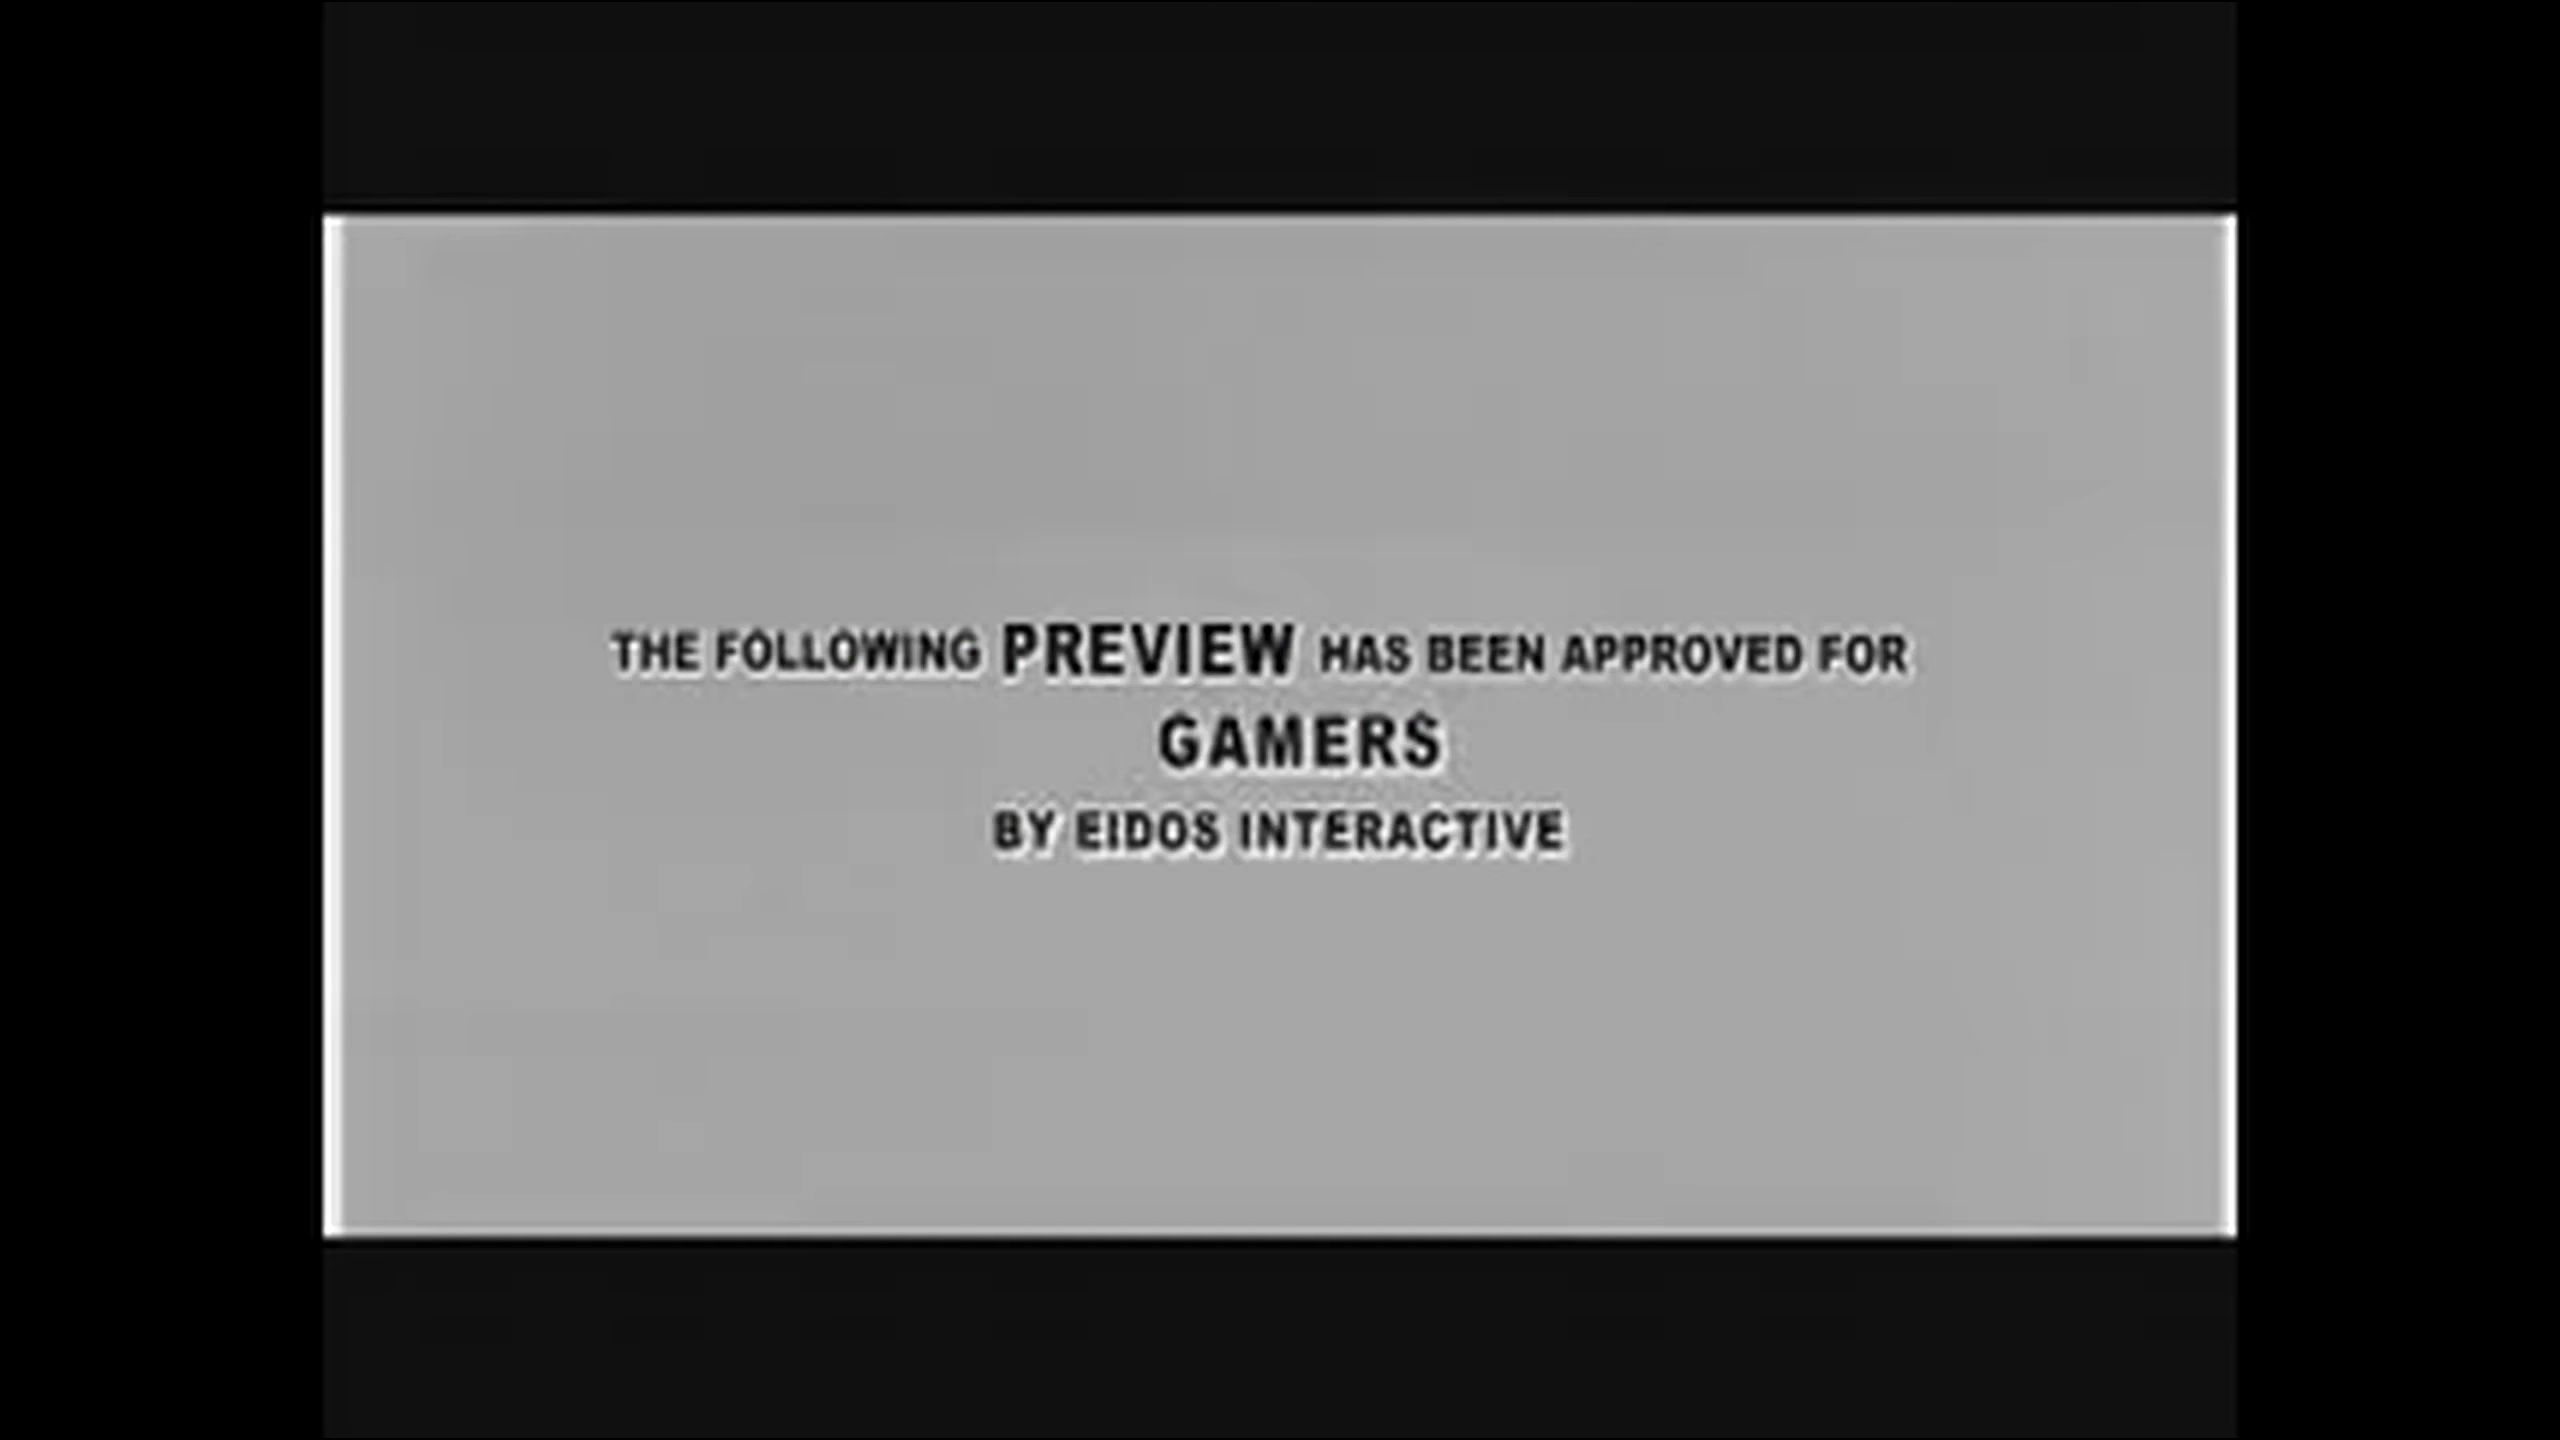 THE FOLLOWING PREVIEW HAS BEEN APPROVED FOR
GAMERS
BY EIDOS INTERACTIVE